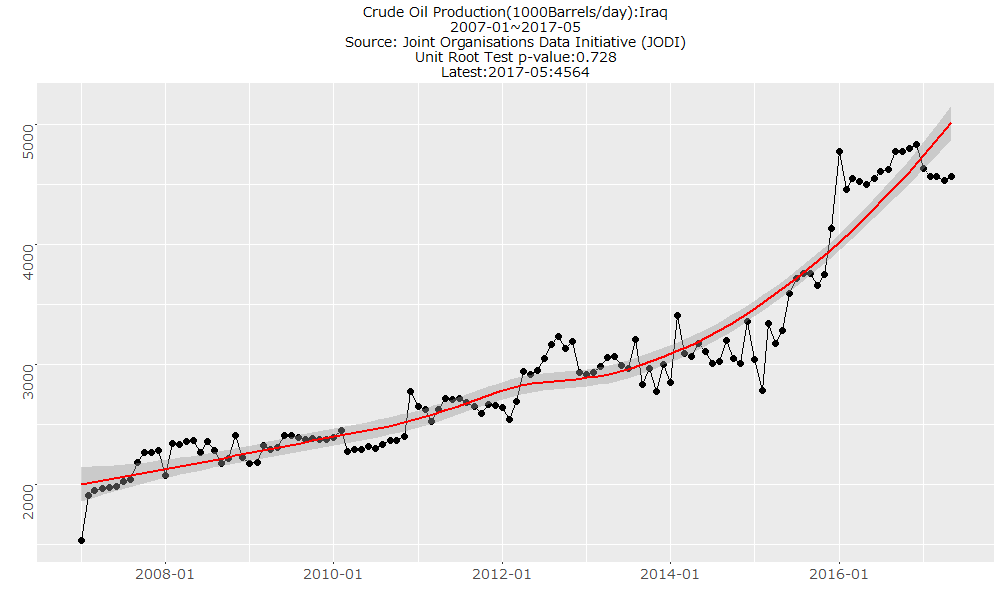 Crude Oil Production(1000Barrels/day):Iraq
2007-01~2017-05
Source: Joint Organisations Data Initiative (JODI)
Unit Root Test p-value:0.728
Latest:2017-05:4564
5000
4000
3000
2000
2008-01 2010-01 2012-01 2014-01 2016-01